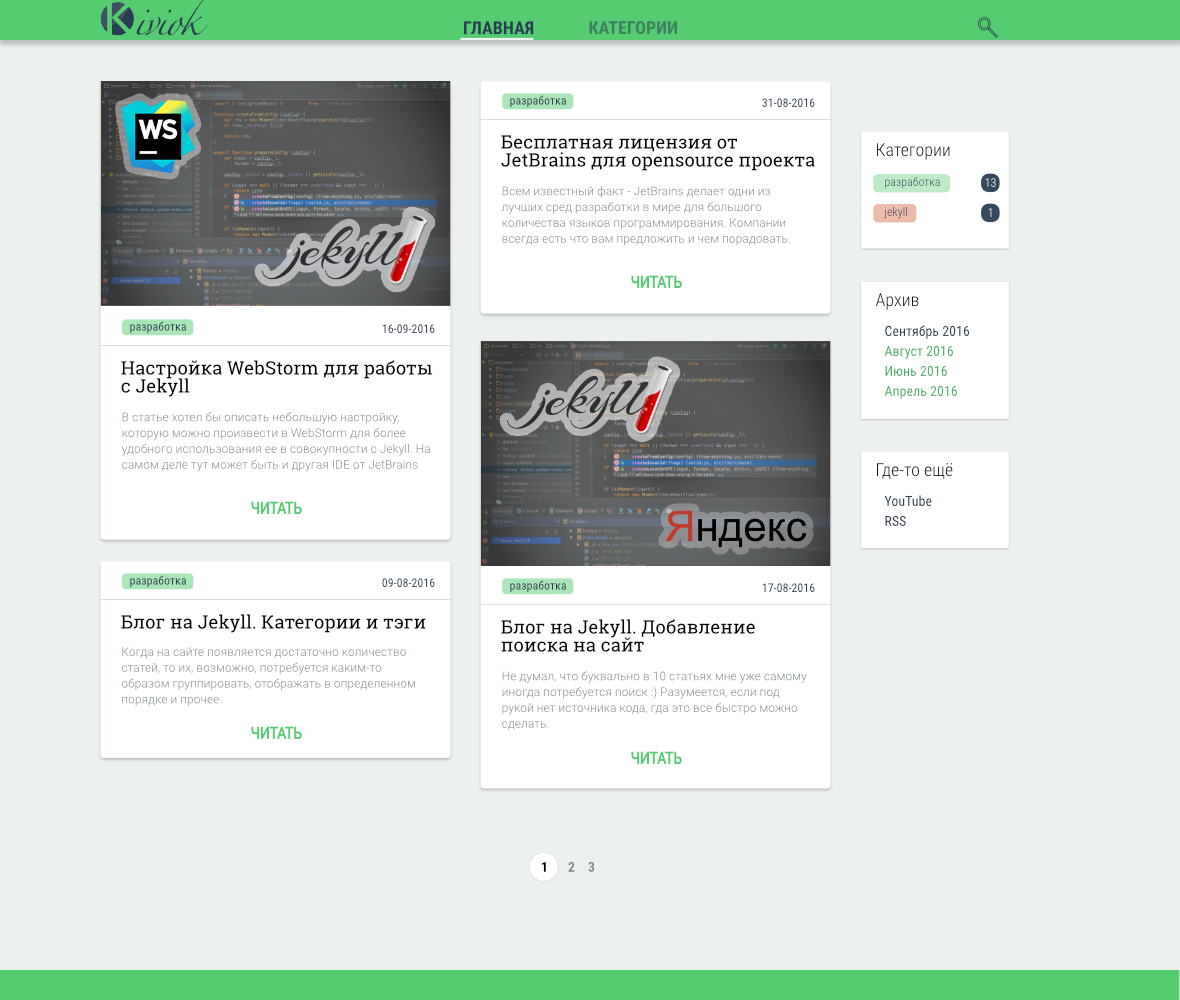 Kiviok
ГЛАВНАЯ
КАТЕГОРИИ
WS
jekyll
разработка
16-09-2016
Настройка WebStorm для работы
с Jekyll
В статье хотел бы описать небольшую настройку,
которую можно произвести в WebStorm для более
удобного использования ее в совокупности с Jekyll. На
самом деле тут может быть и другая IDE от JetBrains
ЧИТАТЬ
разработка
09-08-2016
Блог на Jekyll. Категории и тэги
Когда на сайте появляется достаточно количество
статей, то их, возможно, потребуется каким-то
образом группировать, отображать в определенном
порядке и прочее.
ЧИТАТЬ
разработка
31-08-2016
Бесплатная лицензия от
JetBrains для opensource проекта
Всем известный факт - JetBrains делает одни из
лучших сред разработки в мире для большого
количества языков программирования. Компании
всегда есть что вам предложить и чем порадовать.
ЧИТАТЬ
jekyll
Яндекс
разработка
17-08-2016
Блог на Jekyll. Добавление
поиска на сайт
Не думал, что буквально в 10 статьях мне уже самому
иногда потребуется поиск :) Разумеется, если под
рукой нет источника кода, гда это все быстро можно
сделать.
ЧИТАТЬ
Категории
разработка 13
jekyll 1
Архив
Сентябрь 2016
Август 2016
Июнь 2016
Апрель 2016
Где-то ещё
YouTube
RSS
1 2 3